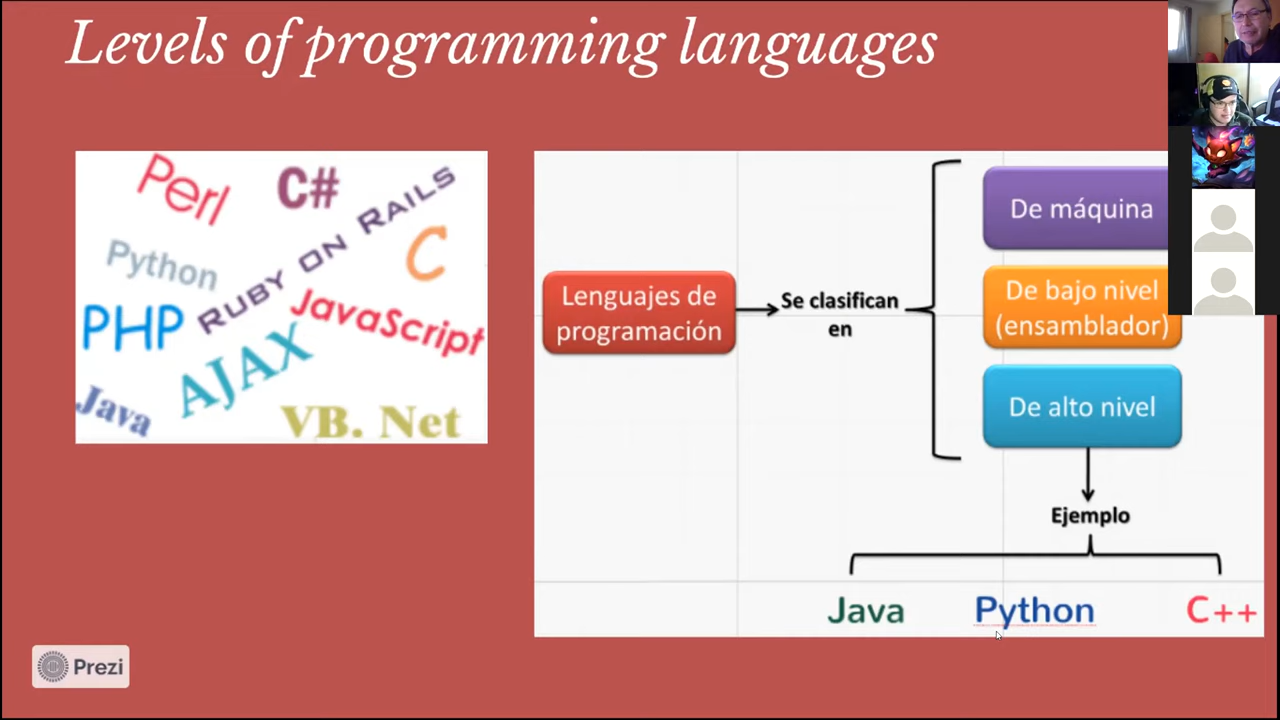 Levels of programming languages
Perl
C#
RUBY ON RAILS
Python
C
PHP
JavaScript
AJAX
Java
VB. Net
Lenguajes de
programación
Se clasifican
en
De máquina
De bajo nivel
(ensamblador)
De alto nivel
Ejemplo
Java
Python
C++
Prezi